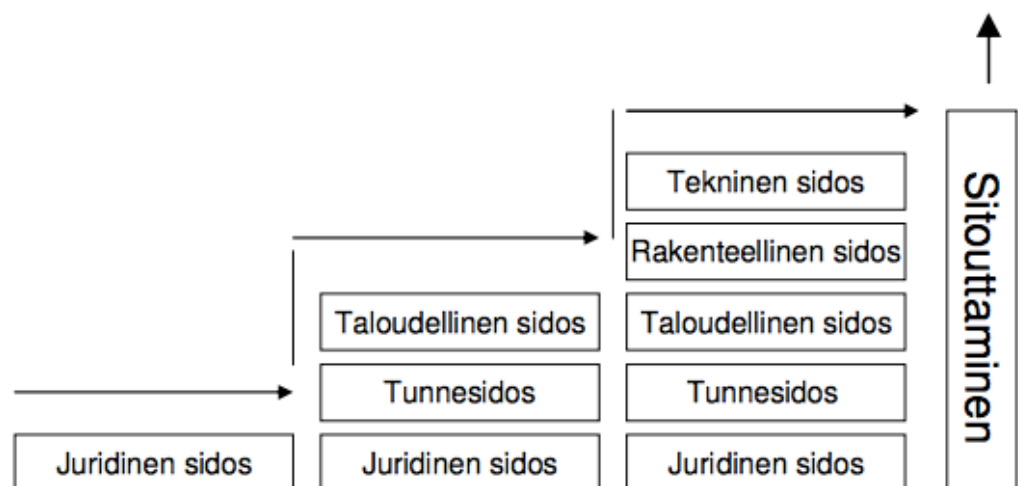 Tekninen sidos
Rakenteellinen sidos
Taloudellinen sidos
Taloudellinen sidos
Tunnesidos
Tunnesidos
Juridinen sidos
Juridinen sidos
Juridinen sidos
Sitouttaminen